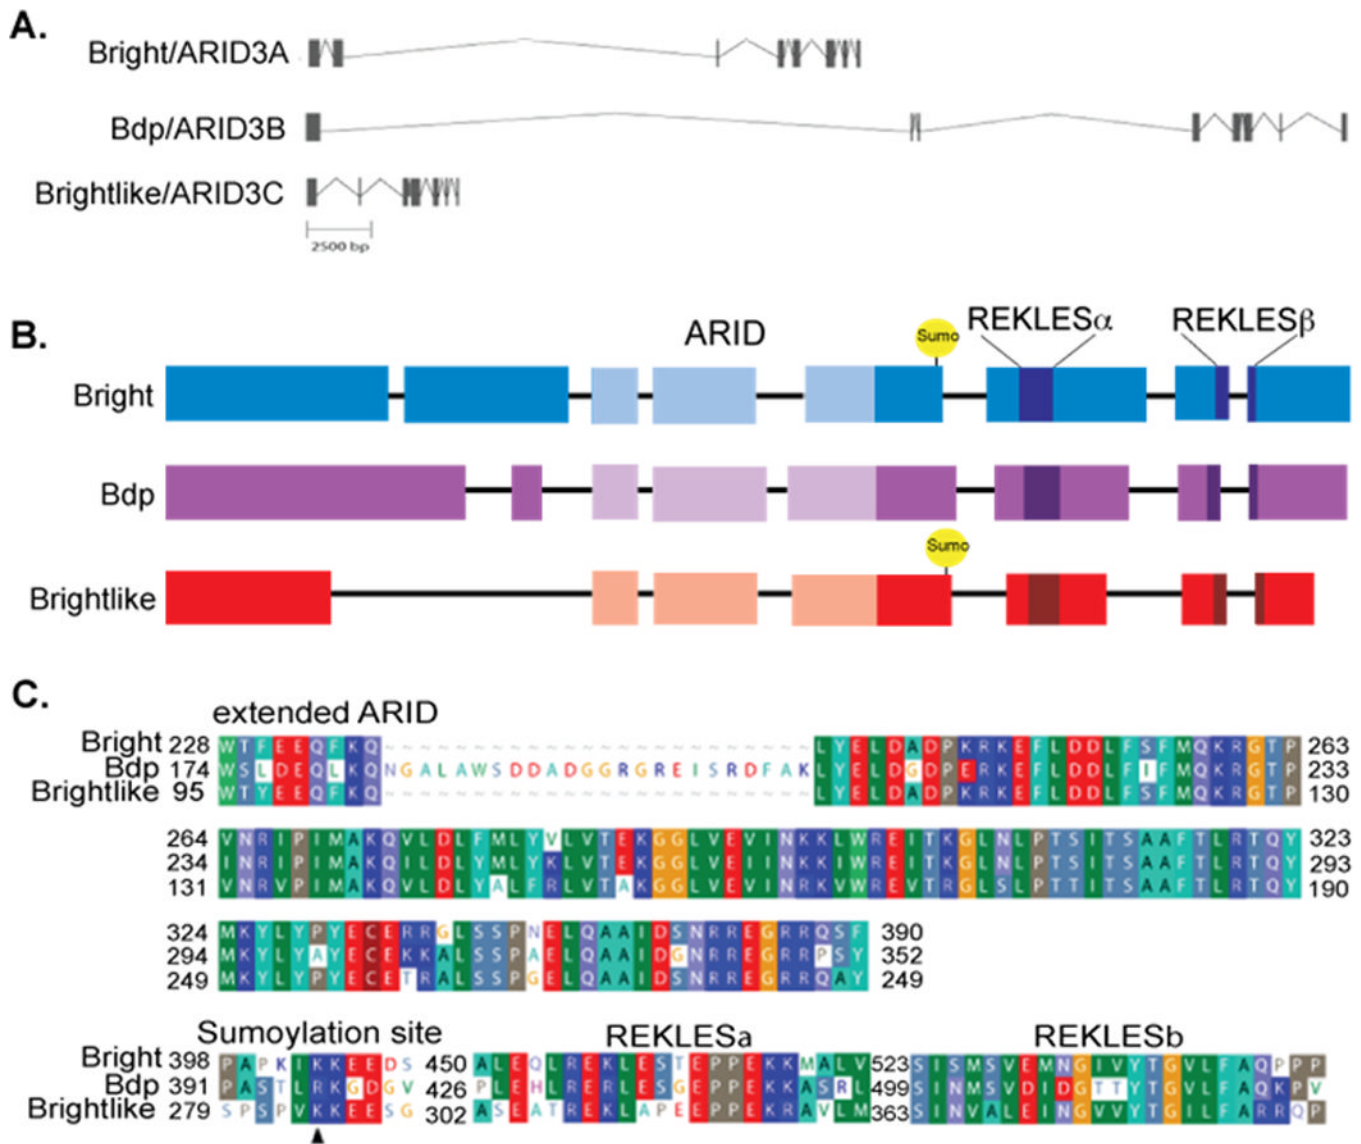 A.
Bright/ARID3A
Bdp/ARID3B
Brightlike/ARID3C
2500 bp
B.
ARID
Sumo
REKLESα
REKLESβ
Bright
Bdp
Sumo
Brightlike
C.
extended ARID
Bright 228 WTFEEQFKQ~~~~~~~~~~~~~~~~~~~~~~~~LYELDADPKRKEFLDDLFSFMQKRGTP 263
Bdp 174 WSLDEQLKQNGALAWSDDADGGRGREISRDFAKLYELDGDPERKEFLDDLFIFMQKRGTP 233
Brightlike 95 WTYEEQFKQ~~~~~~~~~~~~~~~~~~~~~~~~LYELDADPKRKEFLDDLFSFMQKRGTP 130
264 VNRIPIMAKQVLDLFMLYVLVTEKGGLVEVINKKLWREITKGLNLPTSITSAAFTLRTQY 323
234 INRIPIMAKQILDLYMLYKLVTEKGGLVEIINKKIWREITKGLNLPTSITSAAFTLRTQY 293
131 VNRVPIMAKQVLDLYALFRLVTAKGGLVEVINRKVWREVTRGLSLPTTITSAAFTLRTQY 190
324 MKYLYPYECERRGLSSPNELQAAIDSNRREGRRQSF 390
294 MKYLYAYECEKKALSSPAELQAAIDGNRREGRRPSY 352
249 MKYLYPYECETRALSSPGELQAAIDSNRREGRRQAY 249
Sumoylation site REKLESa REKLESb
Bright 398 PAPKIKKEEDS 450 ALEQLREKLESTEPPEKKMALV 523 SISMSVEMNGIVYTGVLFAQPPP
Bdp 391 PASTLRKGDGV 426 PLEHLRERLESGEPPEKKASRL 499 SINMSVDIDGTTYTGVLFAQKPV
Brightlike 279 SPSPVKKEESG 302 ASEATREKLAPEEPPEKRAVLM 363 SINVALEINGVVYTGILFARRQP